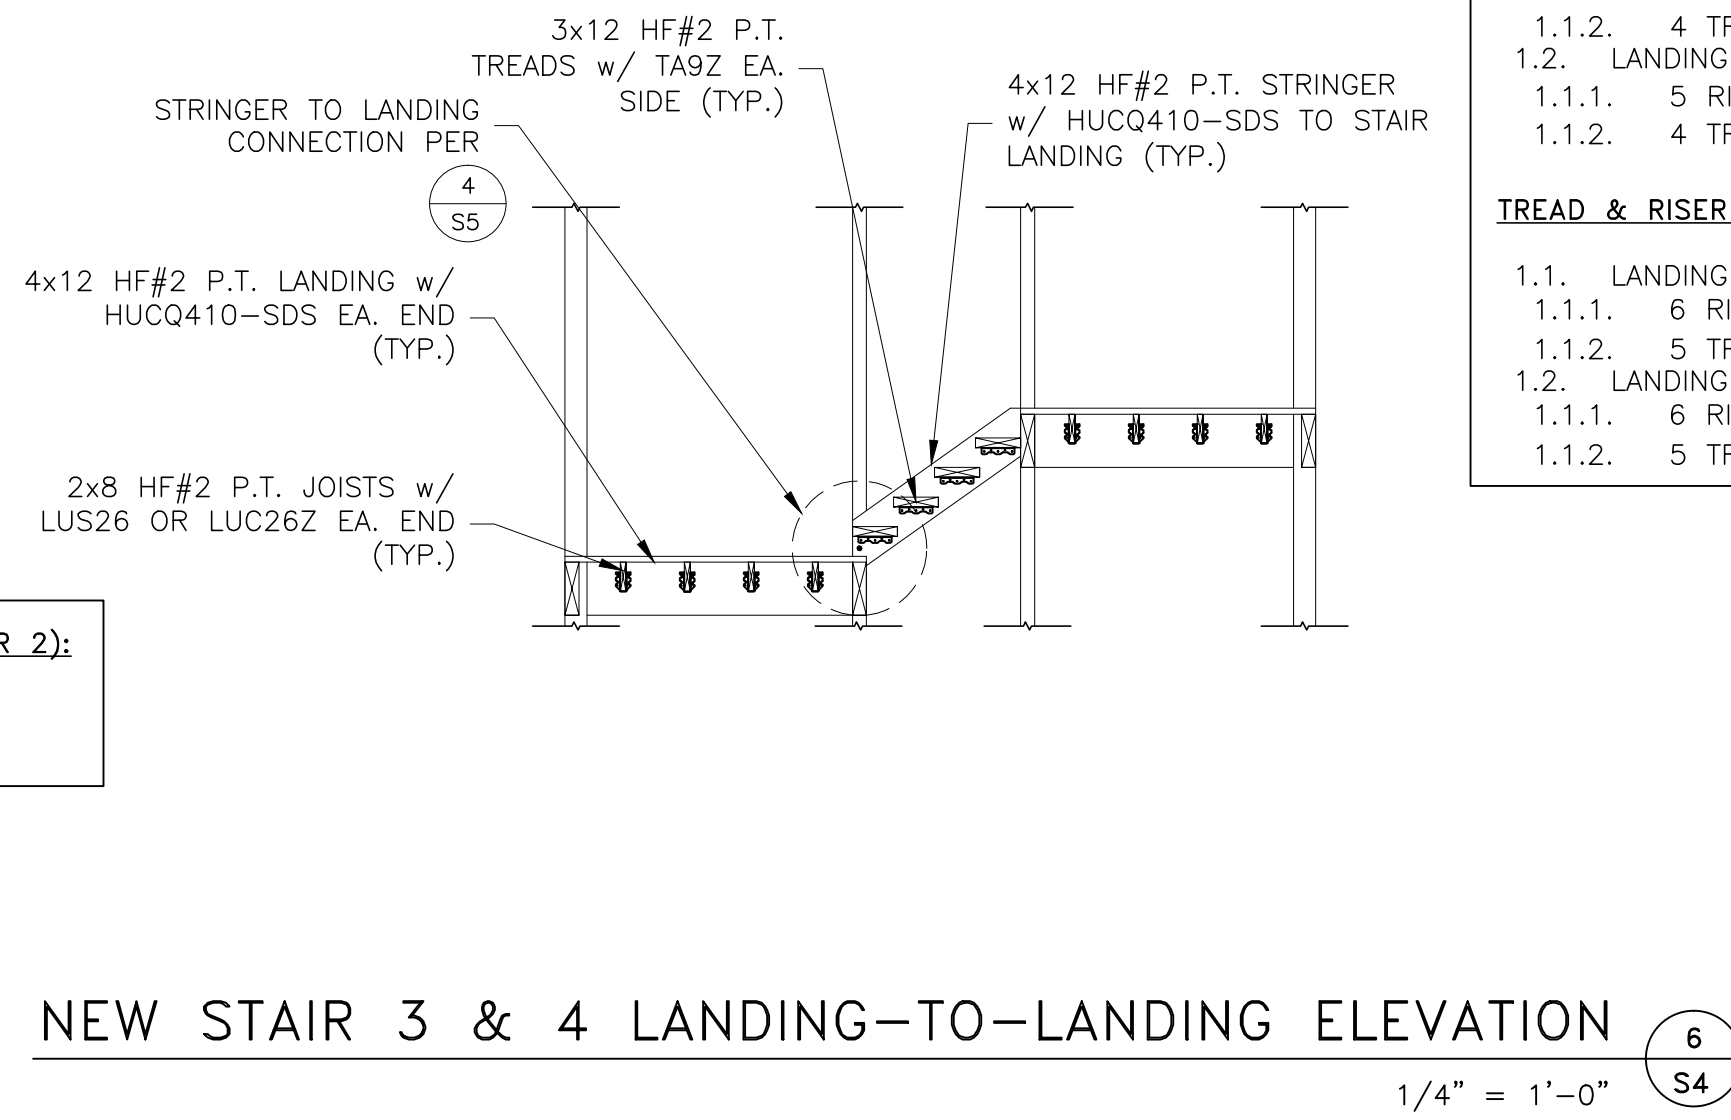 3x12 HF#2 P.T.
TREADS w/ TA9Z EA.
SIDE (TYP.)
4x12 HF#2 P.T. STRINGER
w/ HUCQ410-SDS TO STAIR
LANDING (TYP.)
STRINGER TO LANDING
CONNECTION PER
4
S5
4x12 HF#2 P.T. LANDING w/
HUCQ410-SDS EA. END
(TYP.)
2x8 HF#2 P.T. JOISTS w/
LUS26 OR LUC26Z EA. END
(TYP.)
R 2):
1.1.2. 4 TR
1.2. LANDING
1.1.1. 5 RI
1.1.2. 4 TR
TREAD & RISER
1.1. LANDING
1.1.1. 6 RI
1.1.2. 5 TR
1.2. LANDING
1.1.1. 6 RI
1.1.2. 5 TR
NEW STAIR 3 & 4 LANDING-TO-LANDING ELEVATION
6
S4
1/4" = 1'-0"